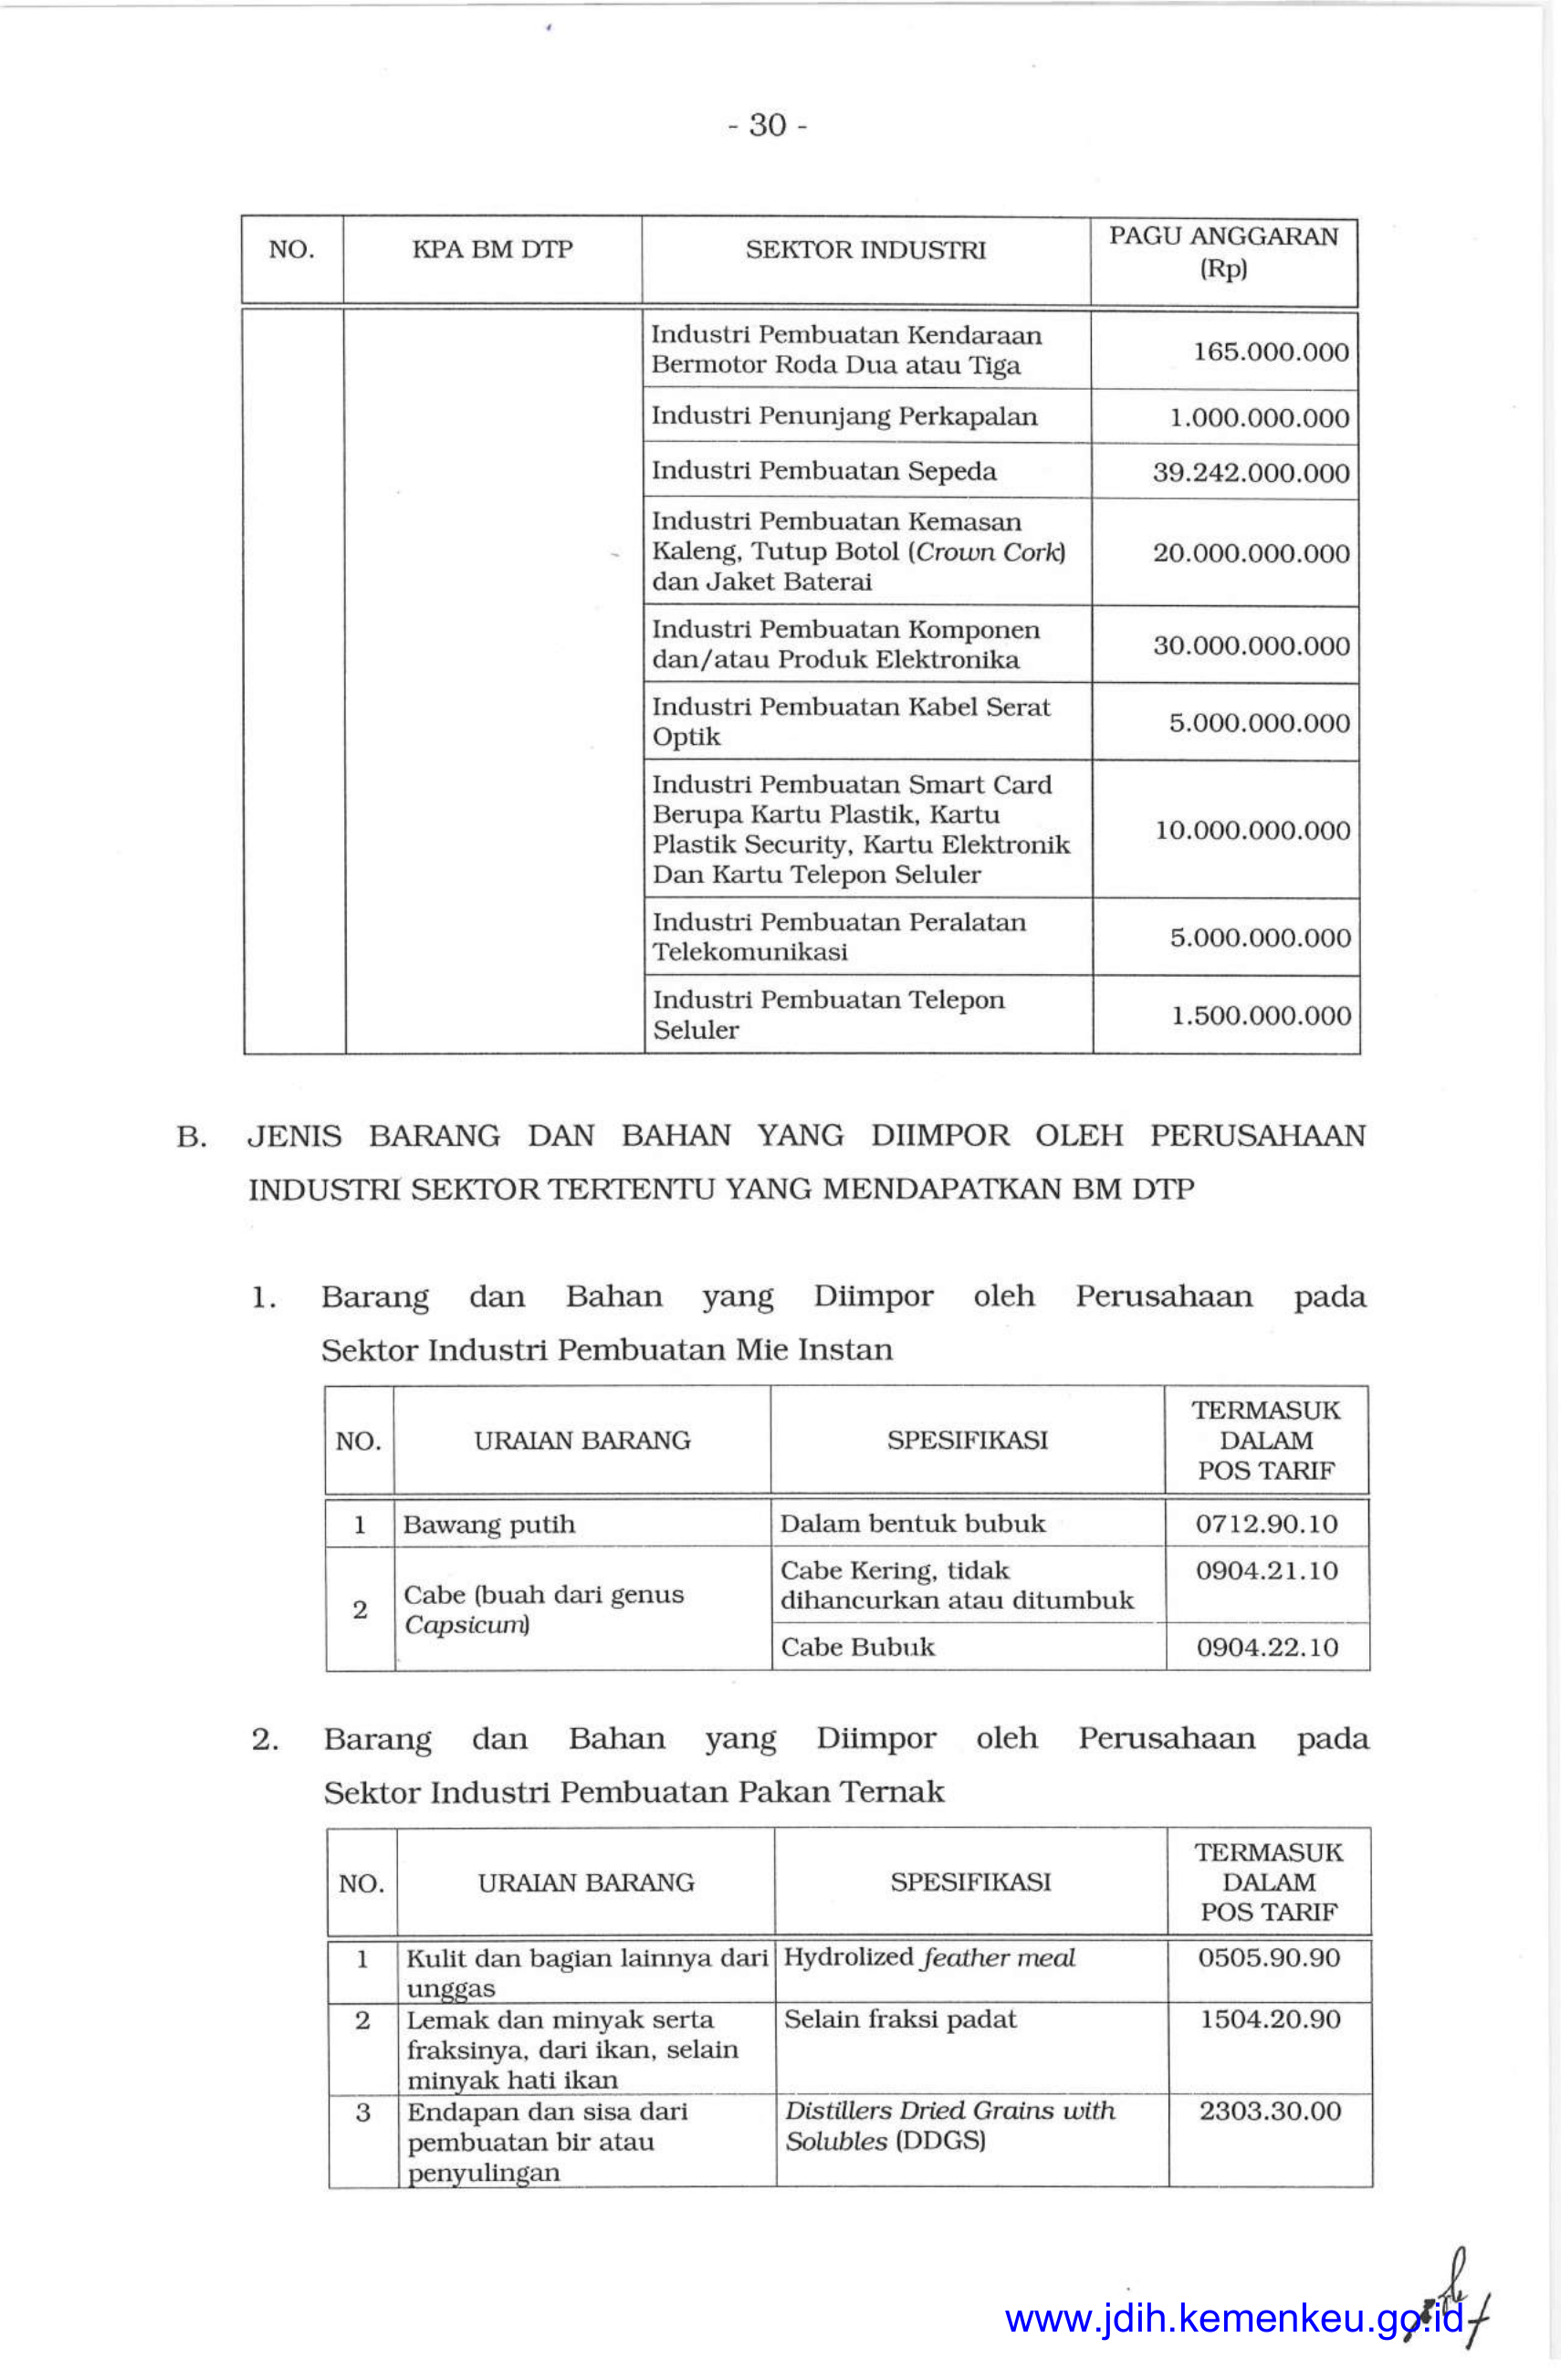 - 30 -
NO. KPA BM DTP SEKTOR INDUSTRI PAGU ANGGARAN
(Rp)
Industri Pembuatan Kendaraan
Bermotor Roda Dua atau Tiga 165.000.000
Industri Penunjang Perkapalan 1.000.000.000
Industri Pembuatan Sepeda 39.242.000.000
Industri Pembuatan Kemasan
Kaleng, Tutup Botol (Crown Cork) 20.000.000.000
dan Jaket Baterai
Industri Pembuatan Komponen
dan/atau Produk Elektronika 30.000.000.000
Industri Pembuatan Kabel Serat
Optik 5.000.000.000
Industri Pembuatan Smart Card
Berupa Kartu Plastik, Kartu
Plastik Security, Kartu Elektronik 10.000.000.000
Dan Kartu Telepon Seluler
Industri Pembuatan Peralatan
Telekomunikasi 5.000.000.000
Industri Pembuatan Telepon
Seluler 1.500.000.000
B. JENIS BARANG DAN BAHAN YANG DIIMPOR OLEH PERUSAHAAN
INDUSTRI SEKTOR TERTENTU YANG MENDAPATKAN BM DTP
1. Barang dan Bahan yang Diimpor oleh Perusahaan pada
Sektor Industri Pembuatan Mie Instan
NO. URAIAN BARANG SPESIFIKASI TERMASUK
DALAM
POS TARIF
1 Bawang putih Dalam bentuk bubuk 0712.90.10
2 Cabe (buah dari genus
Capsicum)
Cabe Kering, tidak 0904.21.10
dihancurkan atau ditumbuk
Cabe Bubuk 0904.22.10
2. Barang dan Bahan yang Diimpor oleh Perusahaan pada
Sektor Industri Pembuatan Pakan Ternak
NO. URAIAN BARANG SPESIFIKASI TERMASUK
DALAM
POS TARIF
1 Kulit dan bagian lainnya dari Hydrolized feather meal 0505.90.90
unggas
2 Lemak dan minyak serta Selain fraksi padat 1504.20.90
fraksinya, dari ikan, selain
minyak hati ikan
3 Endapan dan sisa dari Distillers Dried Grains with 2303.30.00
pembuatan bir atau Solubles (DDGS)
penyulingan
www.jdih.kemenkeu.go.id